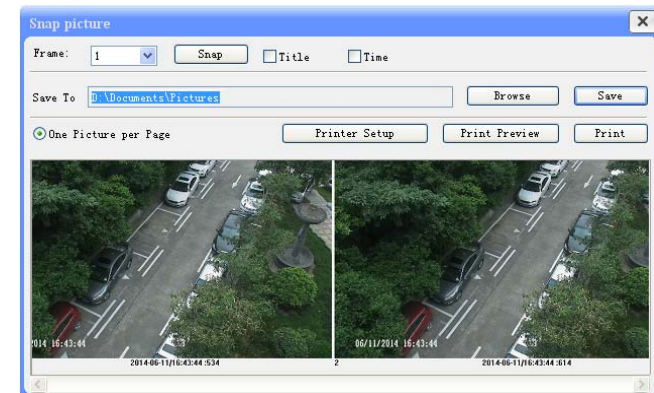 Snap picture
Frame: 1 Snap Title Time
Save To D:\Documents\Pictures Browse Save
One Picture per Page Printer Setup Print Preview Print
2014 16:43:44 06/11/2014 16:43:44
2014-06-11/16:43:44 :534 2 2014-06-11/16:43:44 :614